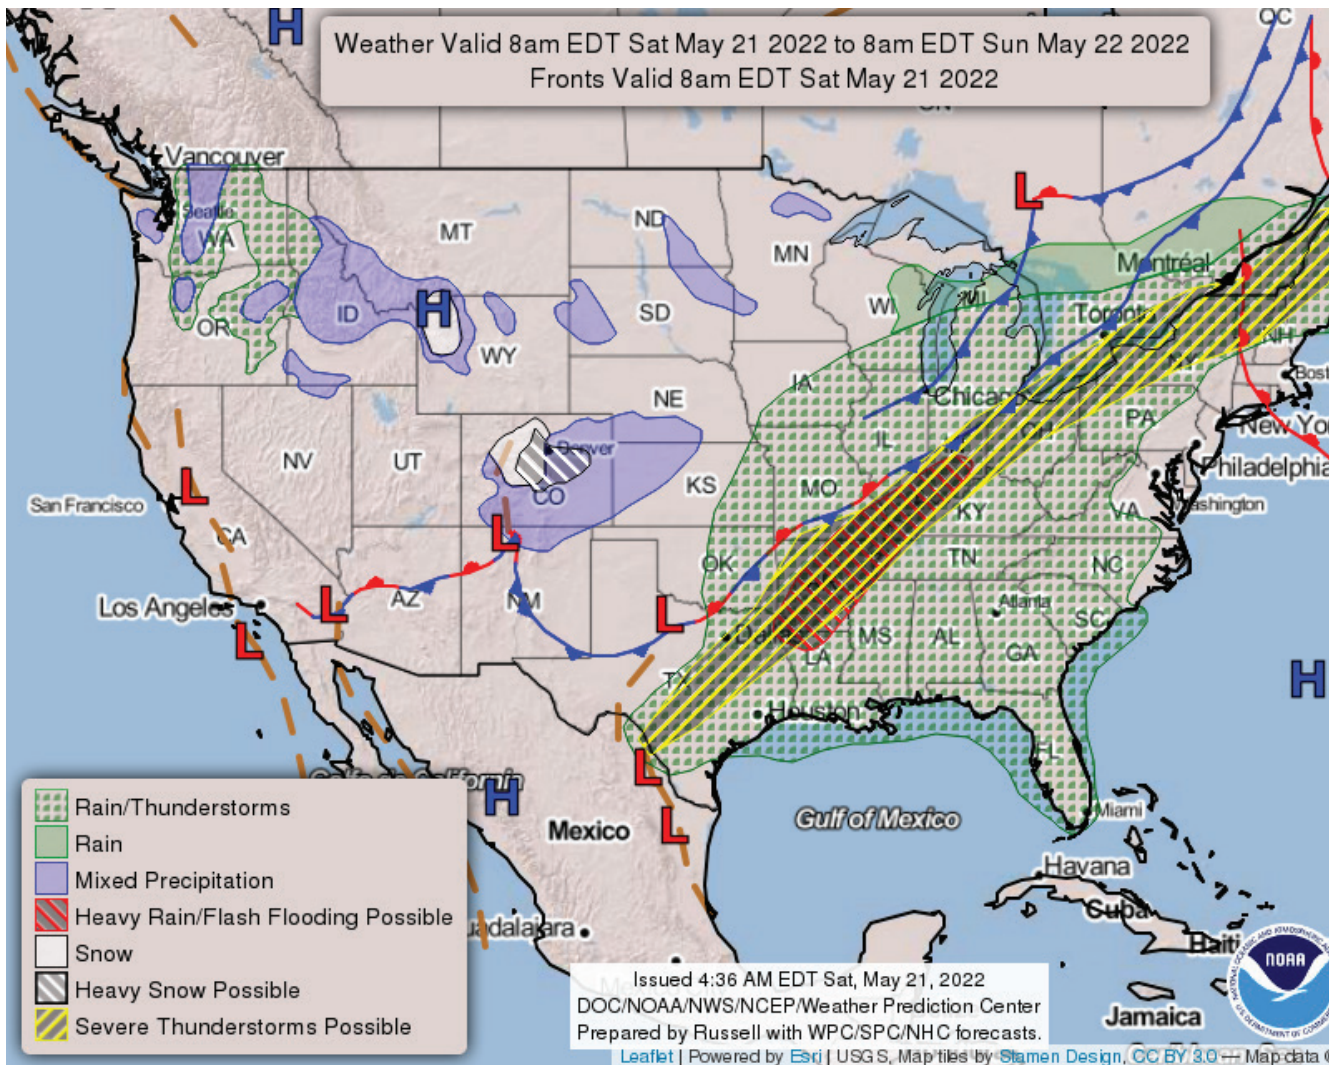 QC
H
Weather Valid 8am EDT Sat May 21 2022 to 8am EDT Sun May 22 2022
Fronts Valid 8am EDT Sat May 21 2022
ON
Vancouver
L
Seattle
WA
MT
ND
MN
Montréal
OR
ID
H
WY
SD
WI
MI
Toronto
NY
NH
Bost
IA
Chicago
NE
PA
New Yor
NV
UT
Denver
CO
KS
MO
IL
OH
Philadelphia
San Francisco
L
CA
L
KY
VA
Washington
OK
TN
NC
Los Angeles
L
AZ
NM
L
Atlanta
SC
L
Dallas
MS
AL
GA
LA
H
TX
Houston
FL
L
Golfo de California
H
Mexico
L
Gulf of Mexico
Miami
Havana
Cuba
Haiti
Guadalajara
Jamaica
Rain/Thunderstorms
Rain
Mixed Precipitation
Heavy Rain/Flash Flooding Possible
Snow
Heavy Snow Possible
Severe Thunderstorms Possible
Issued 4:36 AM EDT Sat, May 21, 2022
DOC/NOAA/NWS/NCEP/Weather Prediction Center
Prepared by Russell with WPC/SPC/NHC forecasts.
NOAA
Leaflet | Powered by Esri | USGS, Map tiles by Stamen Design, CC BY 3.0 — Map data ©